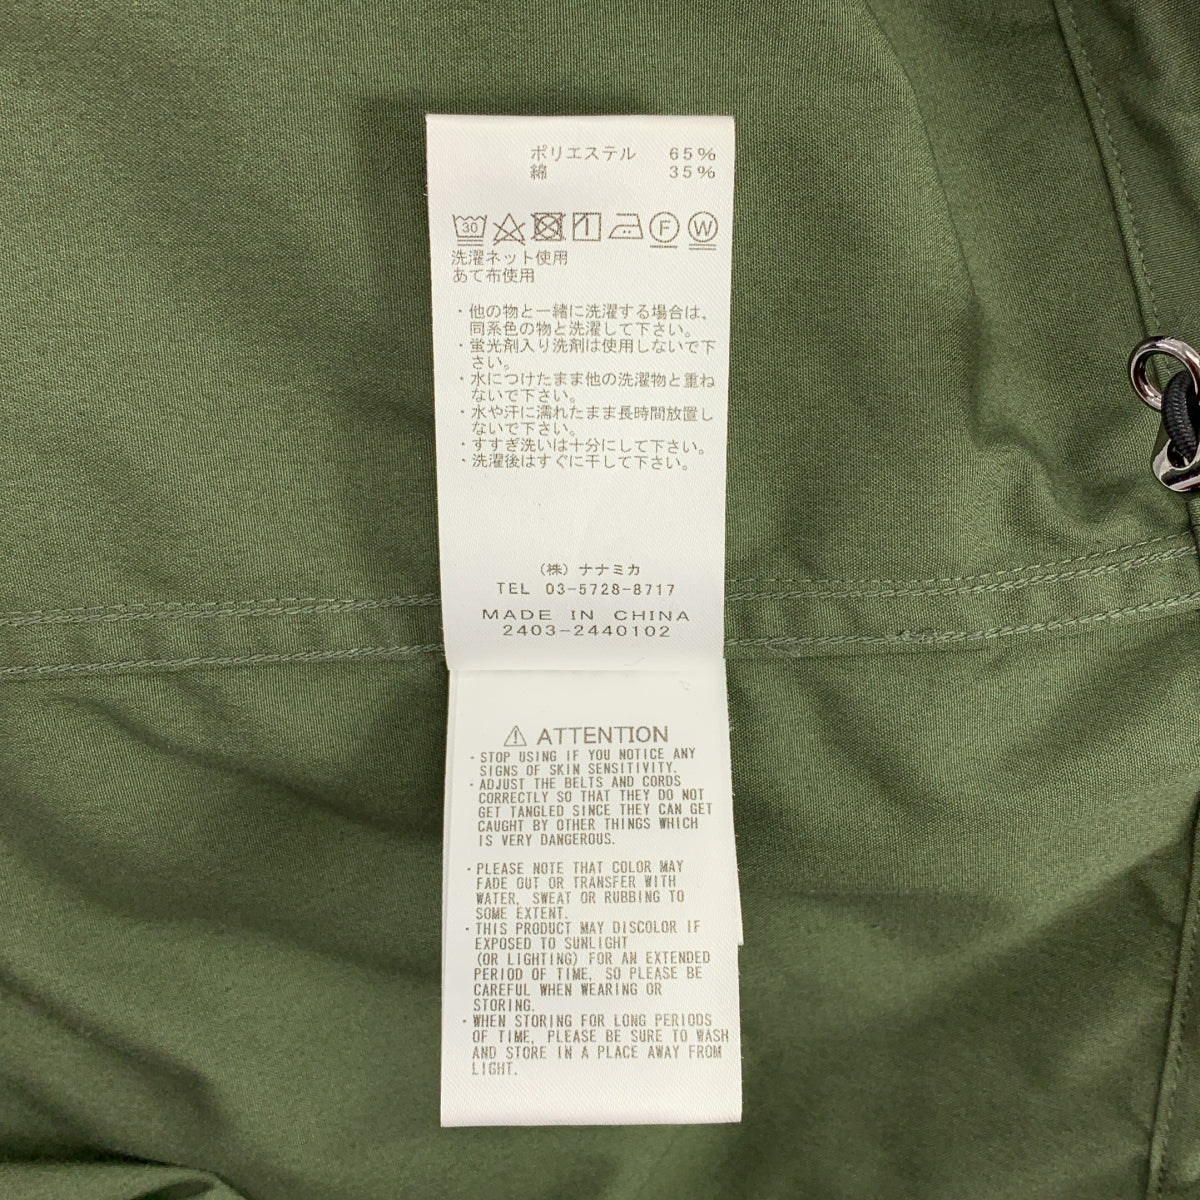 ポリエステル 65%
綿 35%
30 F W
洗濯ネット使用
あて布使用
・他の物と一緒に洗濯する場合は、
同系色の物と洗濯して下さい。
・蛍光剤入り洗剤は使用しないで下
さい。
・水につけたまま他の洗濯物と重ね
ないで下さい。
・水や汗に濡れたまま長時間放置し
ないで下さい。
・すすぎ洗いは十分にして下さい。
・洗濯後はすぐに干して下さい。
(株) ナナミカ
TEL 03-5728-8717
MADE IN CHINA
2403-2440102
⚠ ATTENTION
・STOP USING IF YOU NOTICE ANY
SIGNS OF SKIN SENSITIVITY.
・ADJUST THE BELTS AND CORDS
CORRECTLY SO THAT THEY DO NOT
GET TANGLED SINCE THEY CAN GET
CAUGHT BY OTHER THINGS WHICH
IS VERY DANGEROUS.
・PLEASE NOTE THAT COLOR MAY
FADE OUT OR TRANSFER WITH
WATER, SWEAT OR RUBBING TO
SOME EXTENT.
・THIS PRODUCT MAY DISCOLOR IF
EXPOSED TO SUNLIGHT
(OR LIGHTING) FOR AN EXTENDED
PERIOD OF TIME, SO PLEASE BE
CAREFUL WHEN WEARING OR
STORING.
・WHEN STORING FOR LONG PERIODS
OF TIME, PLEASE BE SURE TO WASH
AND STORE IN A PLACE AWAY FROM
LIGHT.